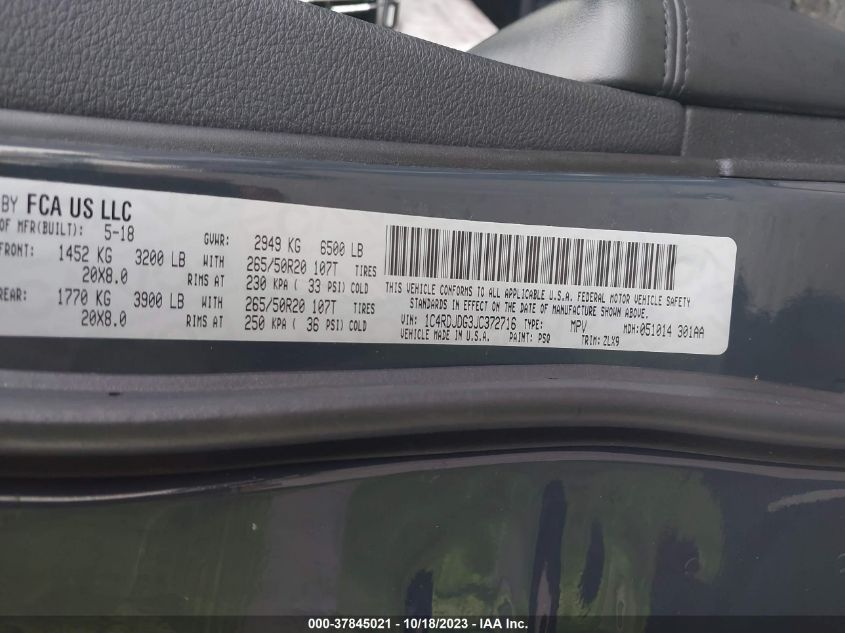 BY FCA US LLC
OF MFR(BUILT): 5-18 GVWR: 2949 KG 6500 LB
FRONT: 1452 KG 3200 LB WITH 265/50R20 107T TIRES
20X8.0 RIMS AT 230 KPA ( 33 PSI) COLD
REAR: 1770 KG 3900 LB WITH 265/50R20 107T TIRES
20X8.0 RIMS AT 250 KPA ( 36 PSI) COLD
THIS VEHICLE CONFORMS TO ALL APPLICABLE U.S.A. FEDERAL MOTOR VEHICLE SAFETY
STANDARDS IN EFFECT ON THE DATE OF MANUFACTURE SHOWN ABOVE.
VIN: 1C4RDJDG3JC372716 TYPE: MPV MDH: 051014 301AA
VEHICLE MADE IN U.S.A. PAINT: PSQ TRIM: ZLX9
000-37845021 - 10/18/2023 - IAA Inc.